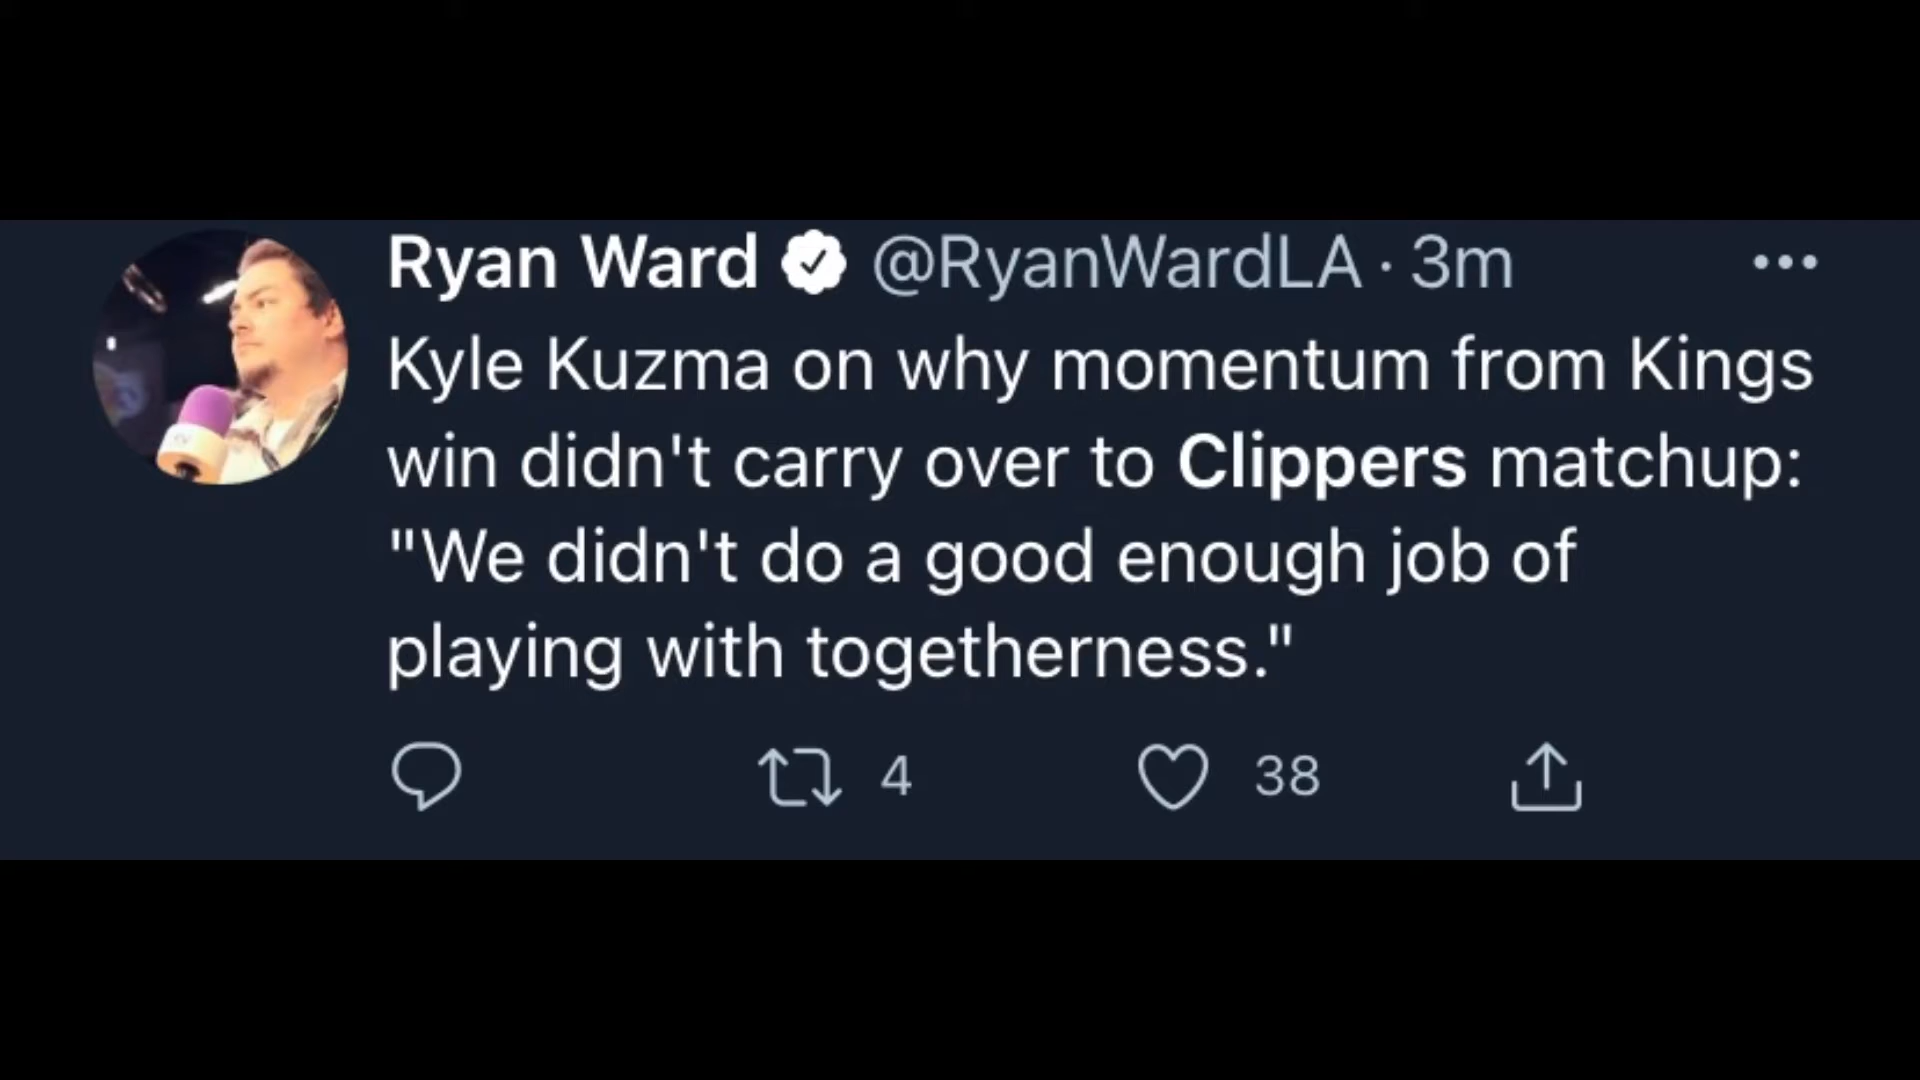 Ryan Ward @RyanWardLA · 3m
Kyle Kuzma on why momentum from Kings
win didn't carry over to Clippers matchup:
"We didn't do a good enough job of
playing with togetherness."
4 38